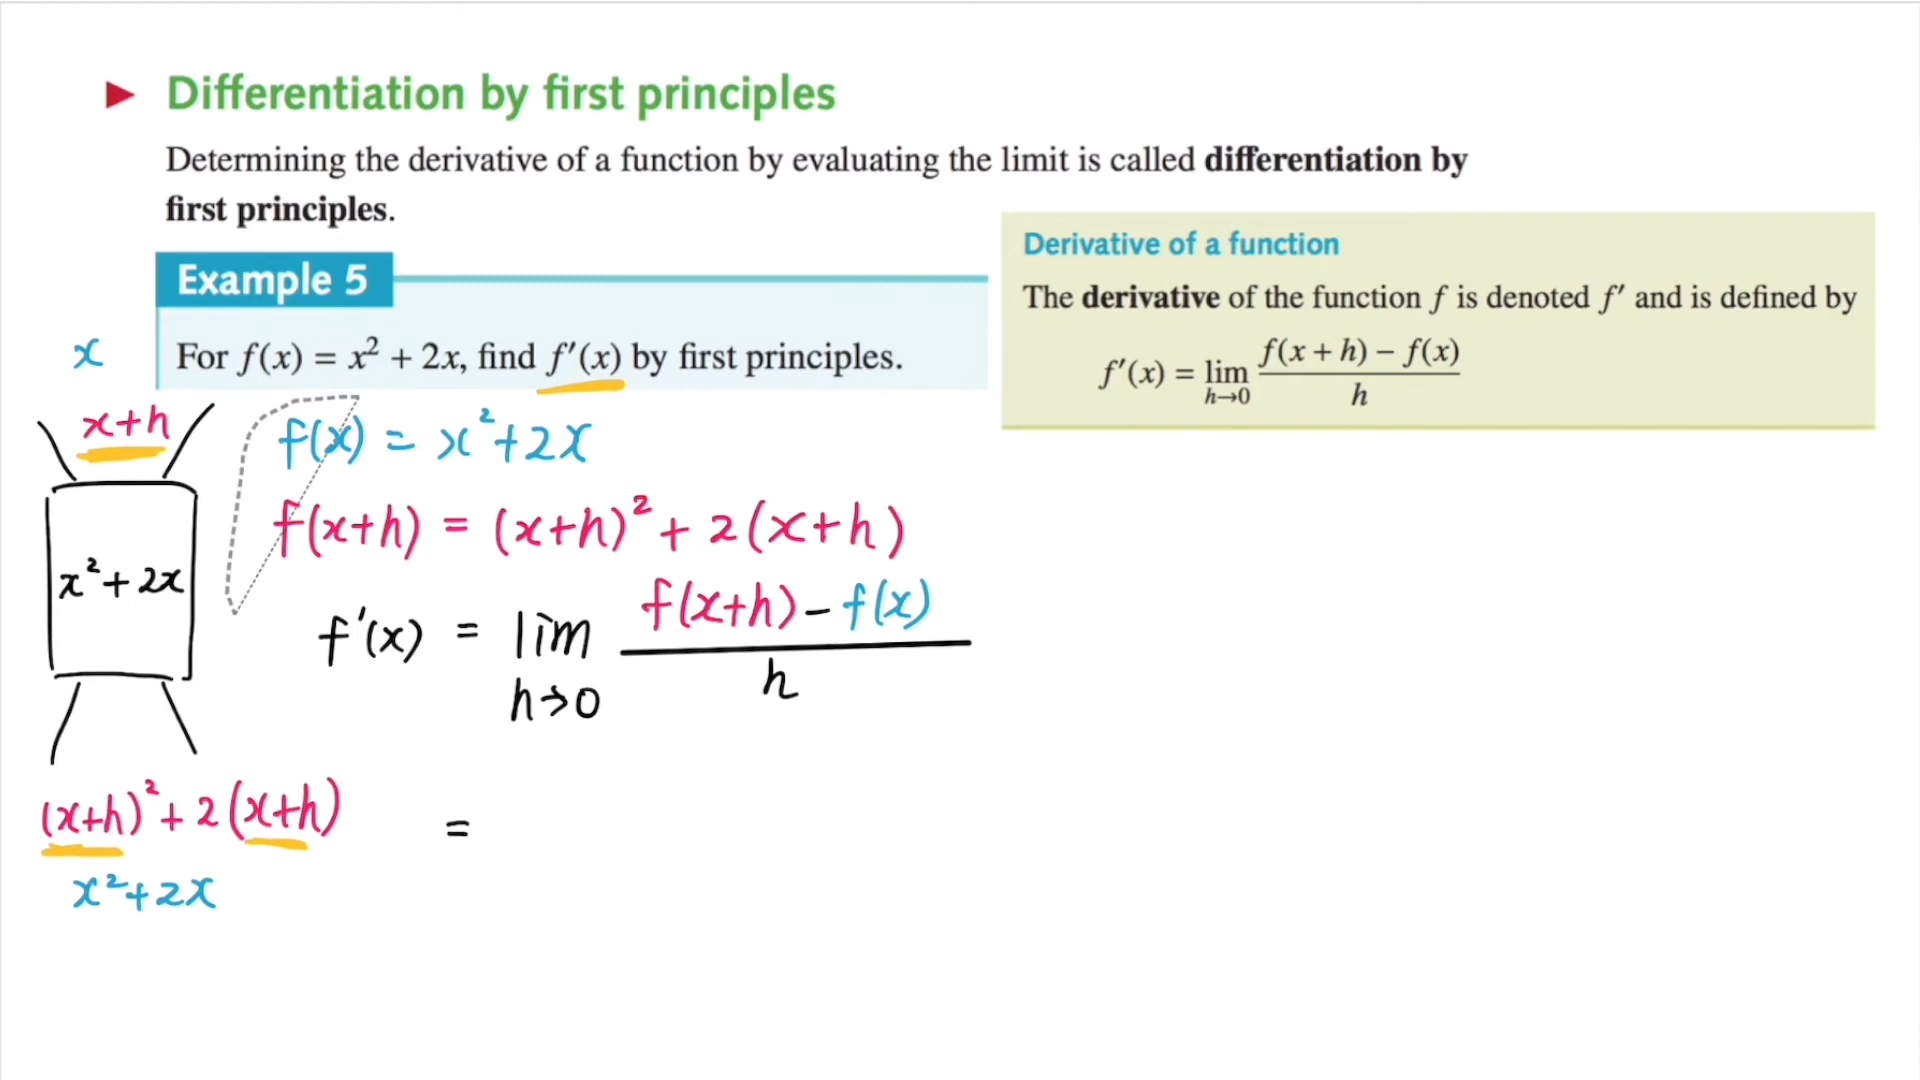 ▶ Differentiation by first principles
Determining the derivative of a function by evaluating the limit is called differentiation by
first principles.
Example 5
For f(x) = x² + 2x, find f′(x) by first principles.
Derivative of a function
The derivative of the function f is denoted f′ and is defined by
f′(x) = lim h→0 (f(x + h) − f(x)) / h
x
x+h
x²+2x
(x+h)²+2(x+h)
x²+2x
f(x) = x²+2x
f(x+h) = (x+h)²+2(x+h)
f'(x) = lim h→0 (f(x+h)−f(x)) / h
=